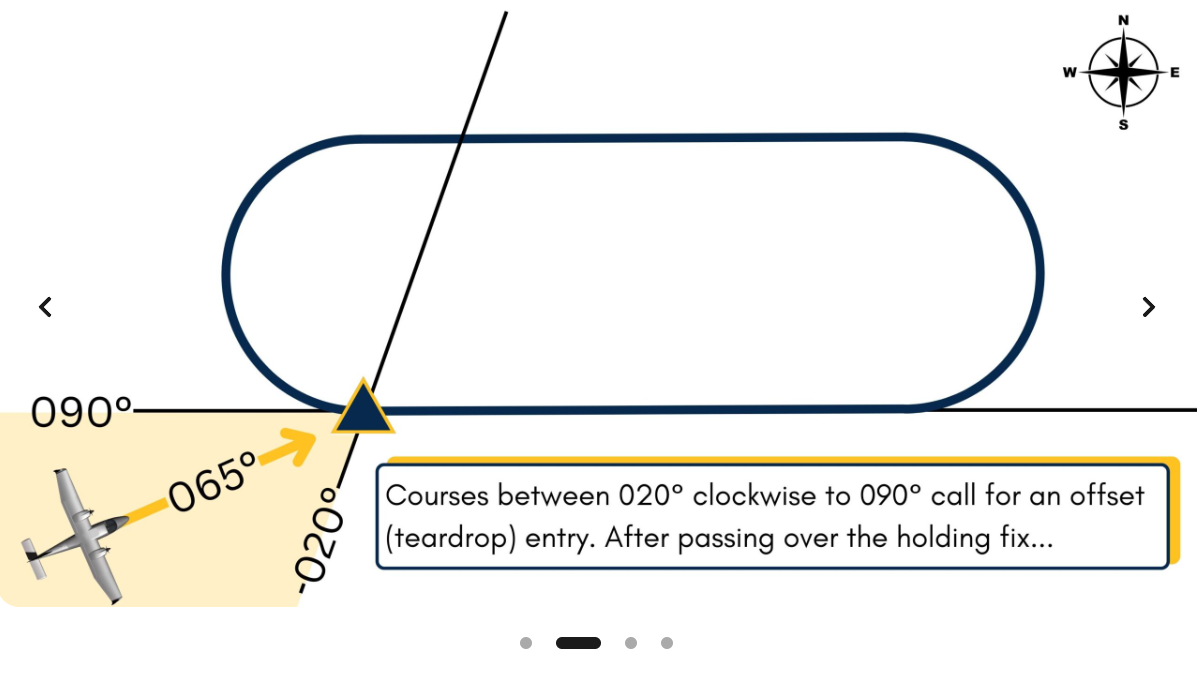 N
W E
S
090°
065°
020°
Courses between 020° clockwise to 090° call for an offset
(teardrop) entry. After passing over the holding fix...